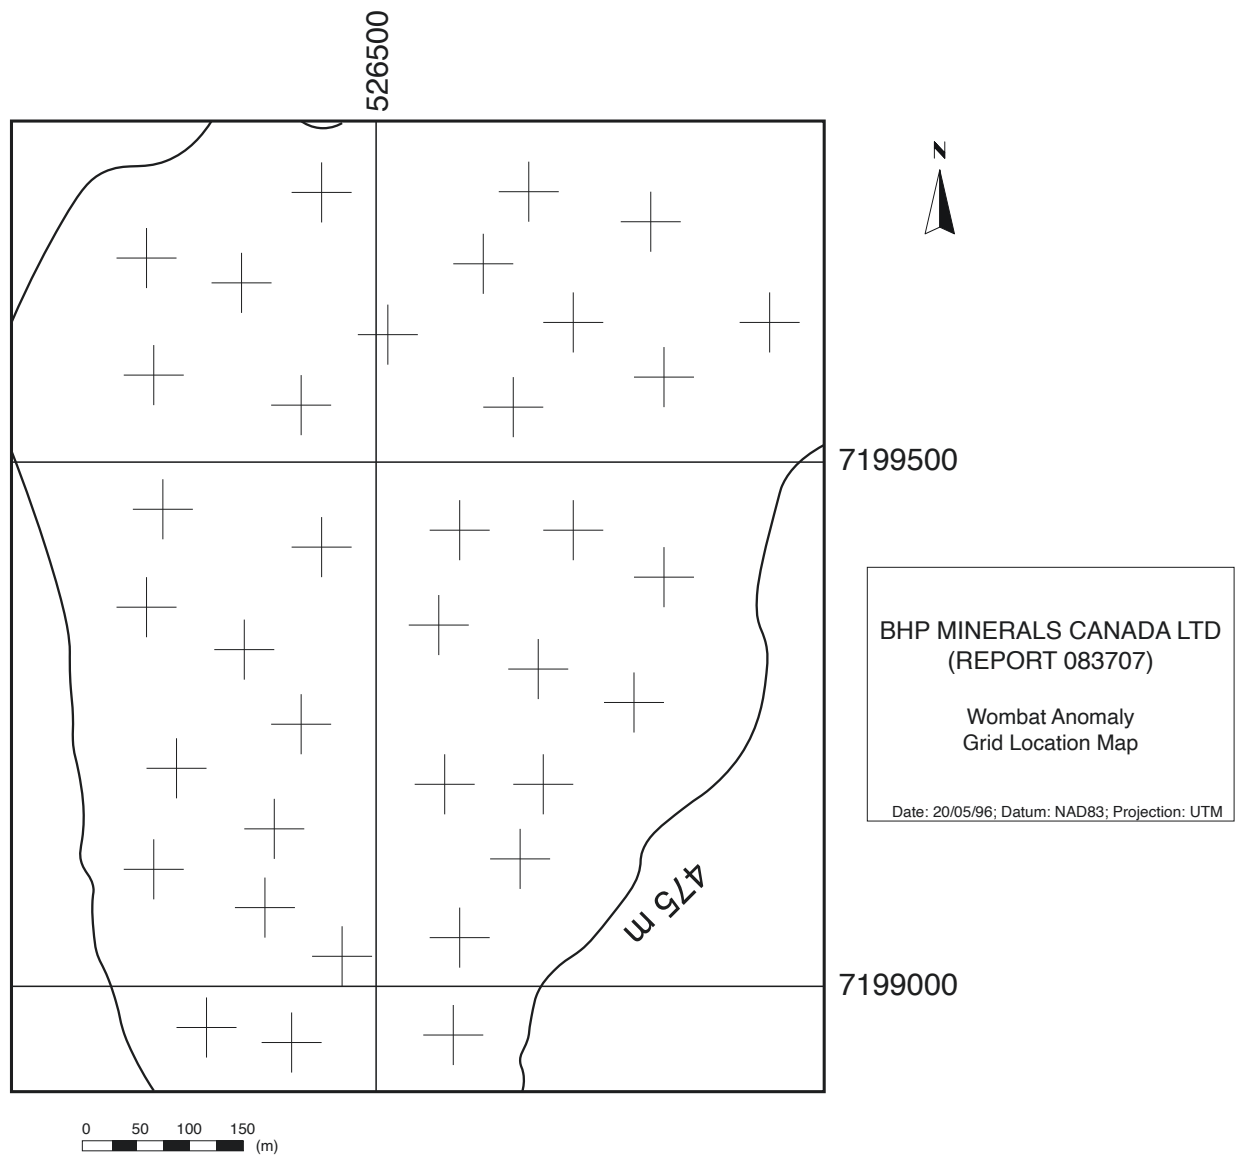 526500
N
7199500
BHP MINERALS CANADA LTD
(REPORT 083707)
Wombat Anomaly
Grid Location Map
Date: 20/05/96; Datum: NAD83; Projection: UTM
475 m
7199000
0 50 100 150
(m)